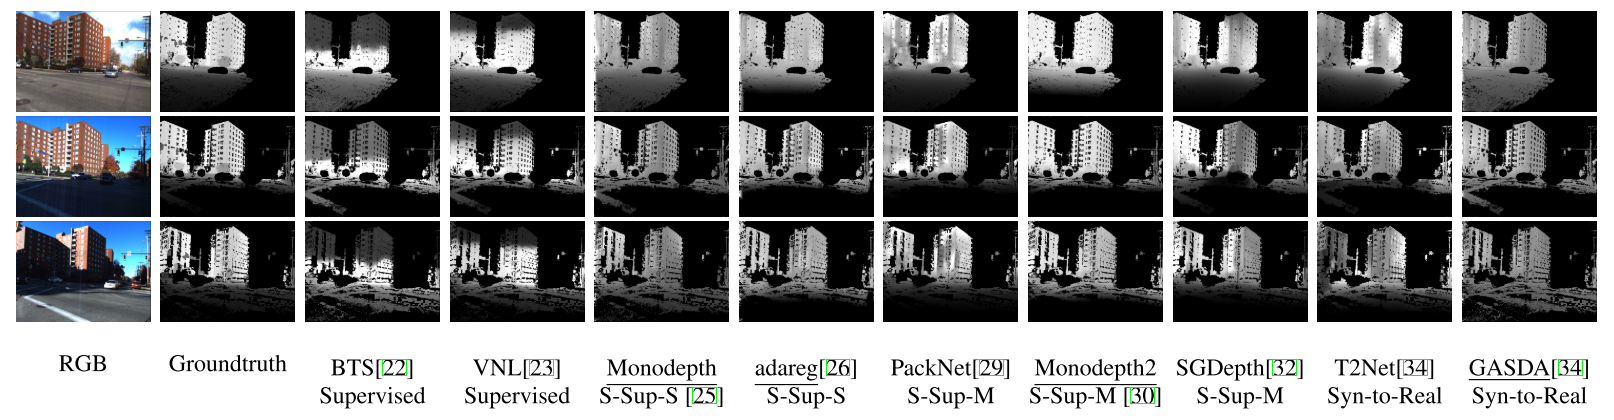 RGB
Groundtruth
BTS[22]
Supervised
VNL[23]
Supervised
Monodepth
S-Sup-S [25]
adareg[26]
S-Sup-S
PackNet[29]
S-Sup-M
Monodepth2
S-Sup-M [30]
SGDepth[32]
S-Sup-M
T2Net[34]
Syn-to-Real
GASDA[34]
Syn-to-Real